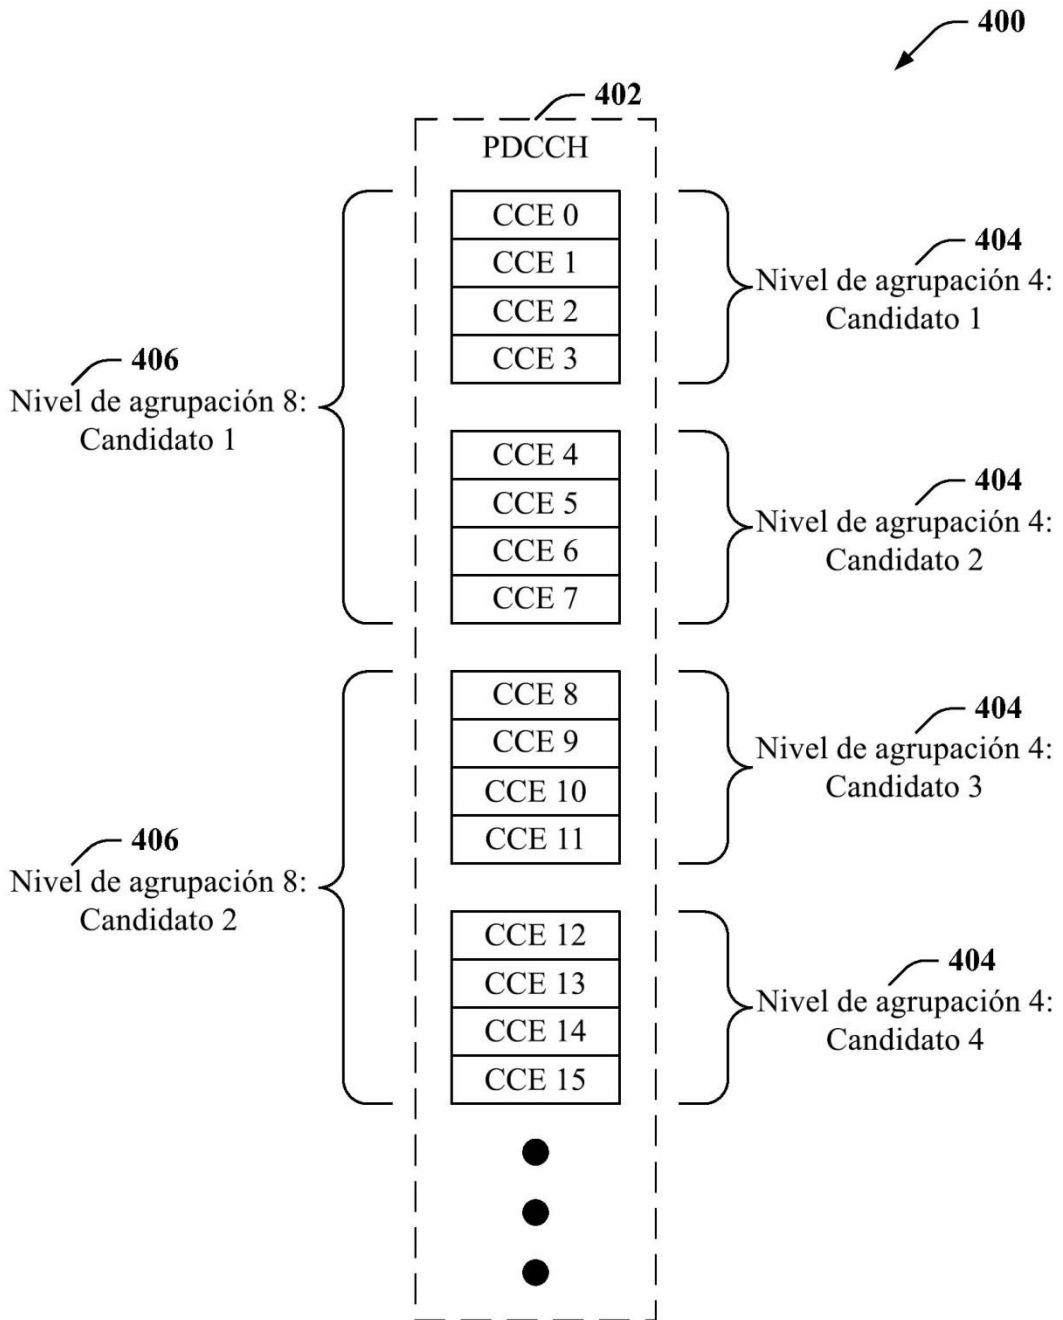 400
402
PDCCH
CCE 0
CCE 1
CCE 2
CCE 3
404
Nivel de agrupación 4:
Candidato 1
406
Nivel de agrupación 8:
Candidato 1
CCE 4
CCE 5
CCE 6
CCE 7
404
Nivel de agrupación 4:
Candidato 2
CCE 8
CCE 9
CCE 10
CCE 11
404
Nivel de agrupación 4:
Candidato 3
406
Nivel de agrupación 8:
Candidato 2
CCE 12
CCE 13
CCE 14
CCE 15
404
Nivel de agrupación 4:
Candidato 4